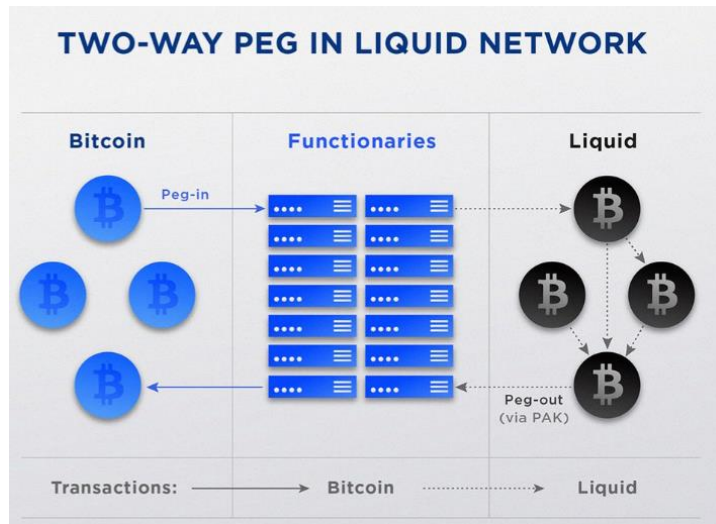 TWO-WAY PEG IN LIQUID NETWORK
Bitcoin
Functionaries
Liquid
Peg-in
Peg-out
(via PAK)
Transactions:
Bitcoin
Liquid